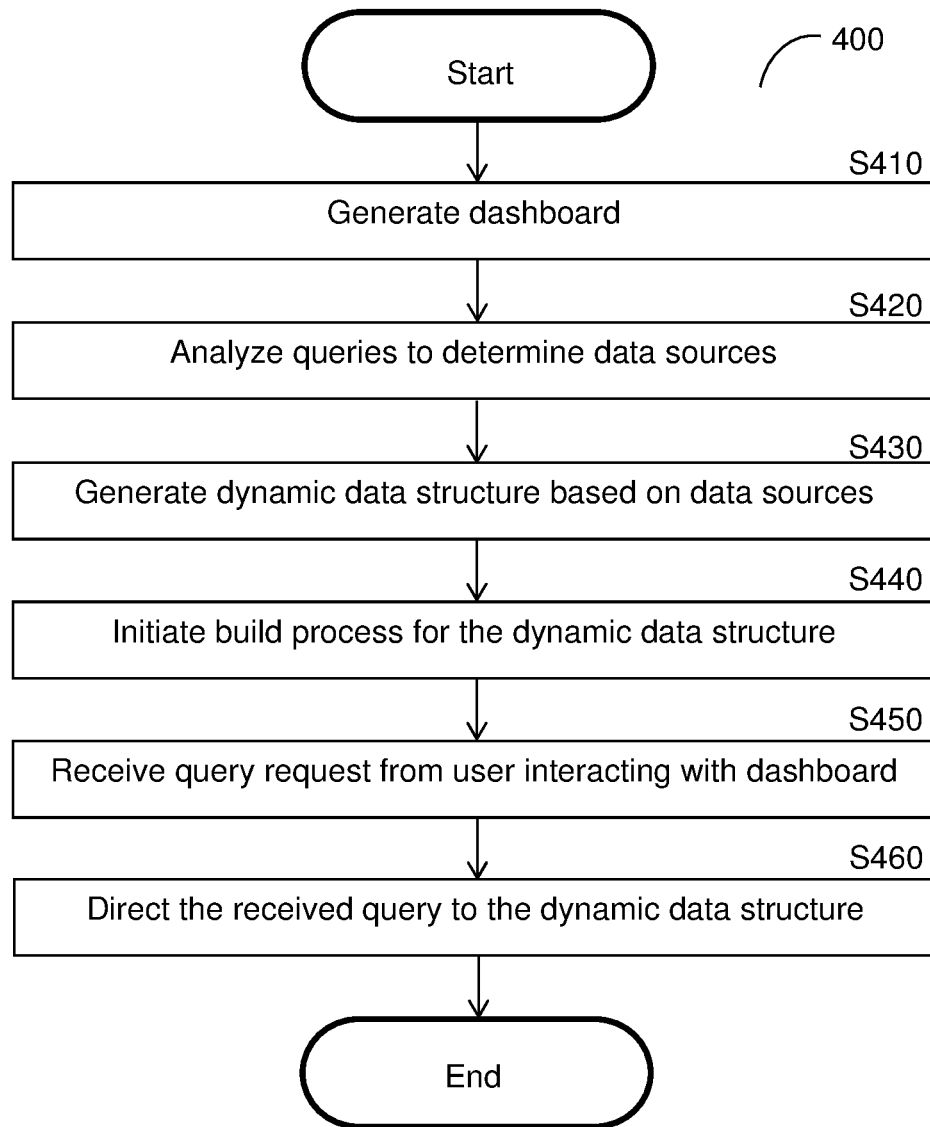 400
Start
S410
Generate dashboard
S420
Analyze queries to determine data sources
S430
Generate dynamic data structure based on data sources
S440
Initiate build process for the dynamic data structure
S450
Receive query request from user interacting with dashboard
S460
Direct the received query to the dynamic data structure
End